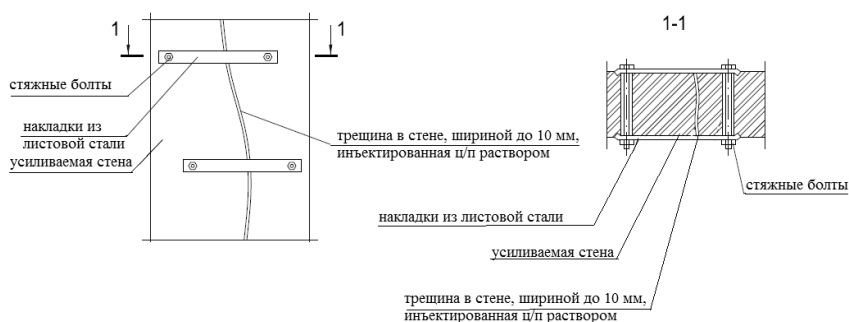 1
1
стяжные болты
накладки из
листовой стали
усиливаемая стена
трещина в стене, шириной до 10 мм,
инъектированная ц/п раствором
1-1
стяжные болты
накладки из листовой стали
усиливаемая стена
трещина в стене, шириной до 10 мм,
инъектированная ц/п раствором